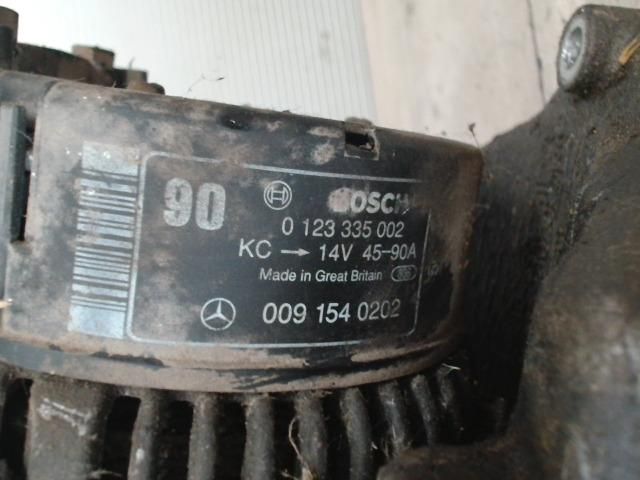 90
BOSCH
0 123 335 002
KC → 14V 45-90A
Made in Great Britain
009 154 0202